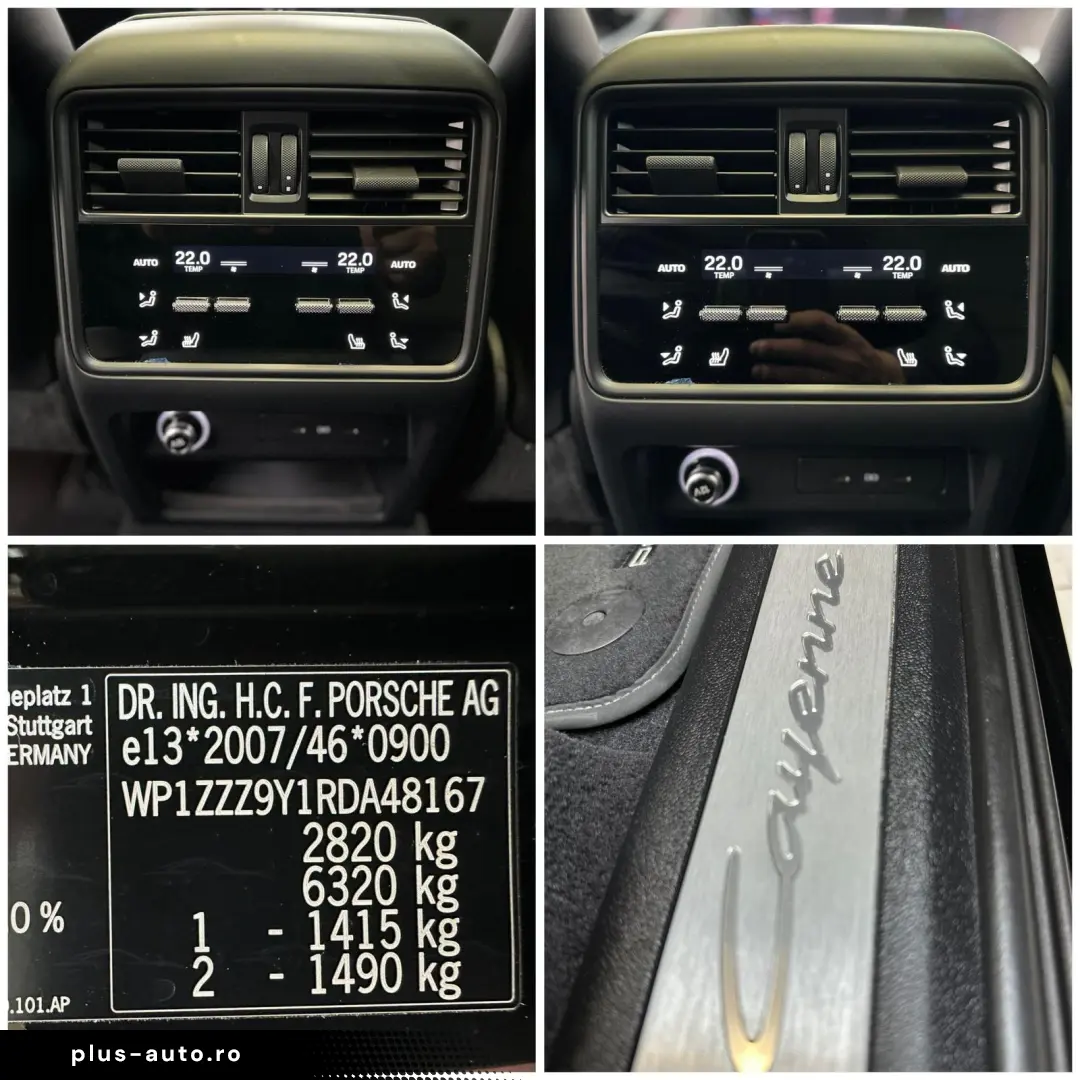 AUTO 22.0 22.0 AUTO
TEMP TEMP
AUTO 22.0 22.0 AUTO
TEMP TEMP
neplatz 1
Stuttgart
ERMANY
0 %
.101.AP
DR. ING. H.C. F. PORSCHE AG
e13*2007/46*0900
WP1ZZZ9Y1RDA48167
2820 kg
6320 kg
1 - 1415 kg
2 - 1490 kg
Cayenne
plus-auto.ro